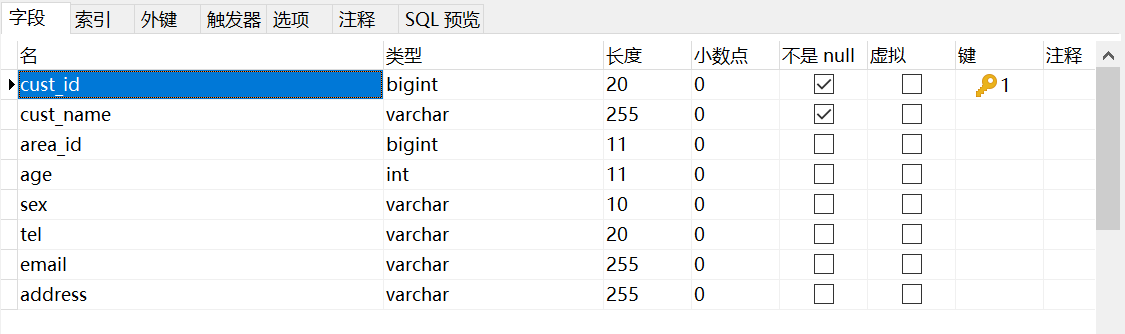 字段 索引 外键 触发器 选项 注释 SQL 预览
名 类型 长度 小数点 不是 null 虚拟 键 注释
cust_id bigint 20 0 1
cust_name varchar 255 0
area_id bigint 11 0
age int 11 0
sex varchar 10 0
tel varchar 20 0
email varchar 255 0
address varchar 255 0